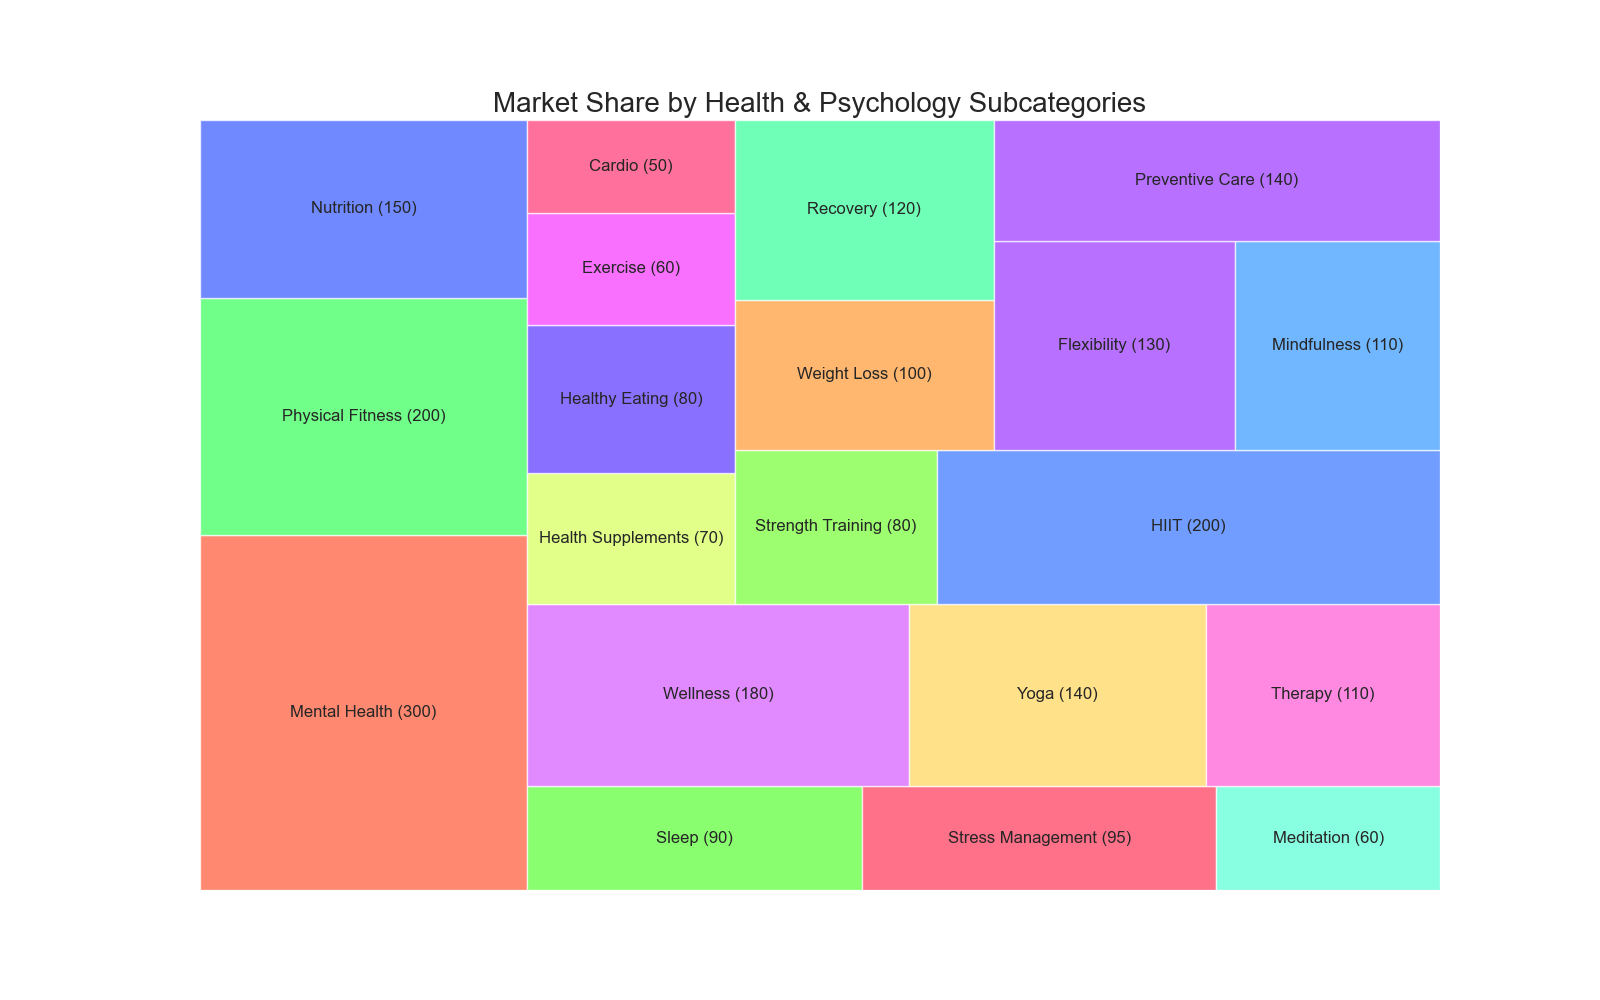 Market Share by Health & Psychology Subcategories
Nutrition (150)
Physical Fitness (200)
Mental Health (300)
Cardio (50)
Exercise (60)
Healthy Eating (80)
Health Supplements (70)
Recovery (120)
Weight Loss (100)
Strength Training (80)
Preventive Care (140)
Flexibility (130)
Mindfulness (110)
HIIT (200)
Wellness (180)
Yoga (140)
Therapy (110)
Sleep (90)
Stress Management (95)
Meditation (60)